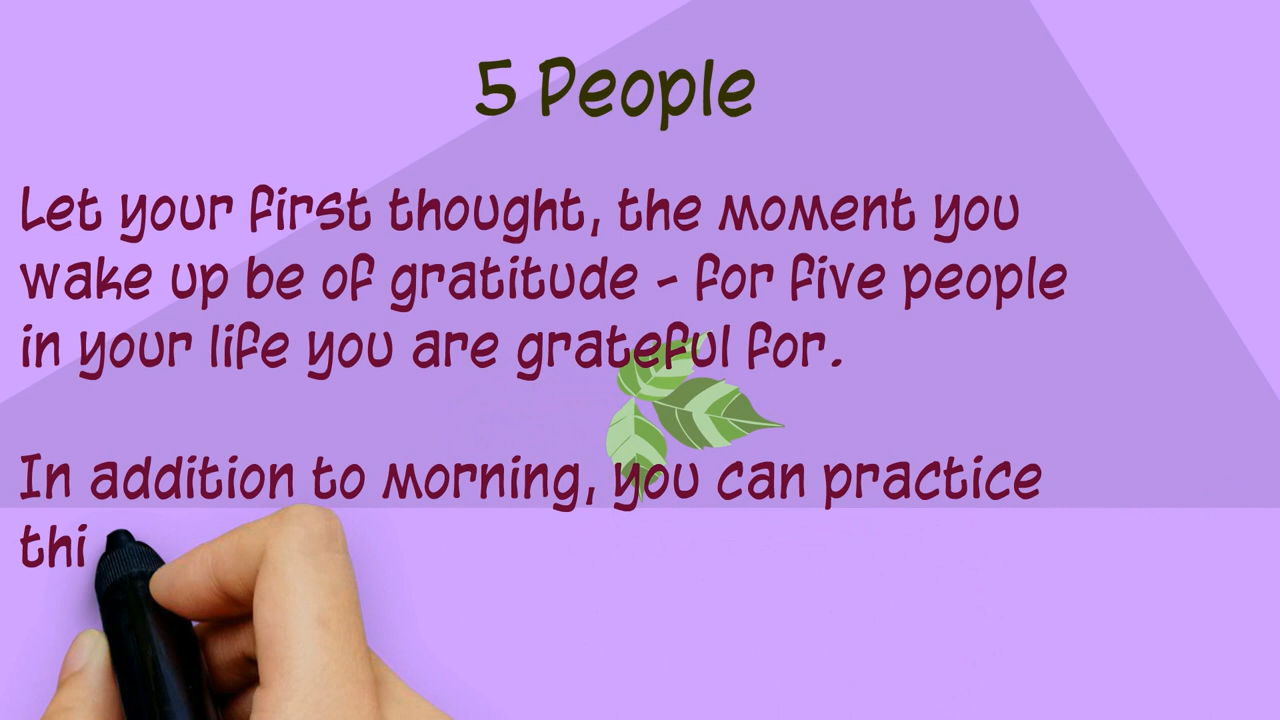 5 People
Let your first thought, the moment you
wake up be of gratitude - for five people
in your life you are grateful for.
In addition to morning, you can practice
thi